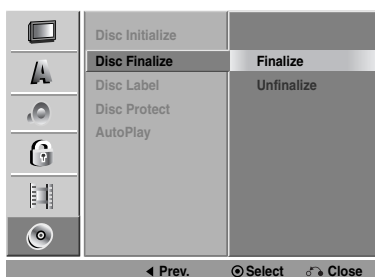 Disc Initialize
Disc Finalize
Finalize
Disc Label
Unfinalize
Disc Protect
AutoPlay
Prev.
Select
Close